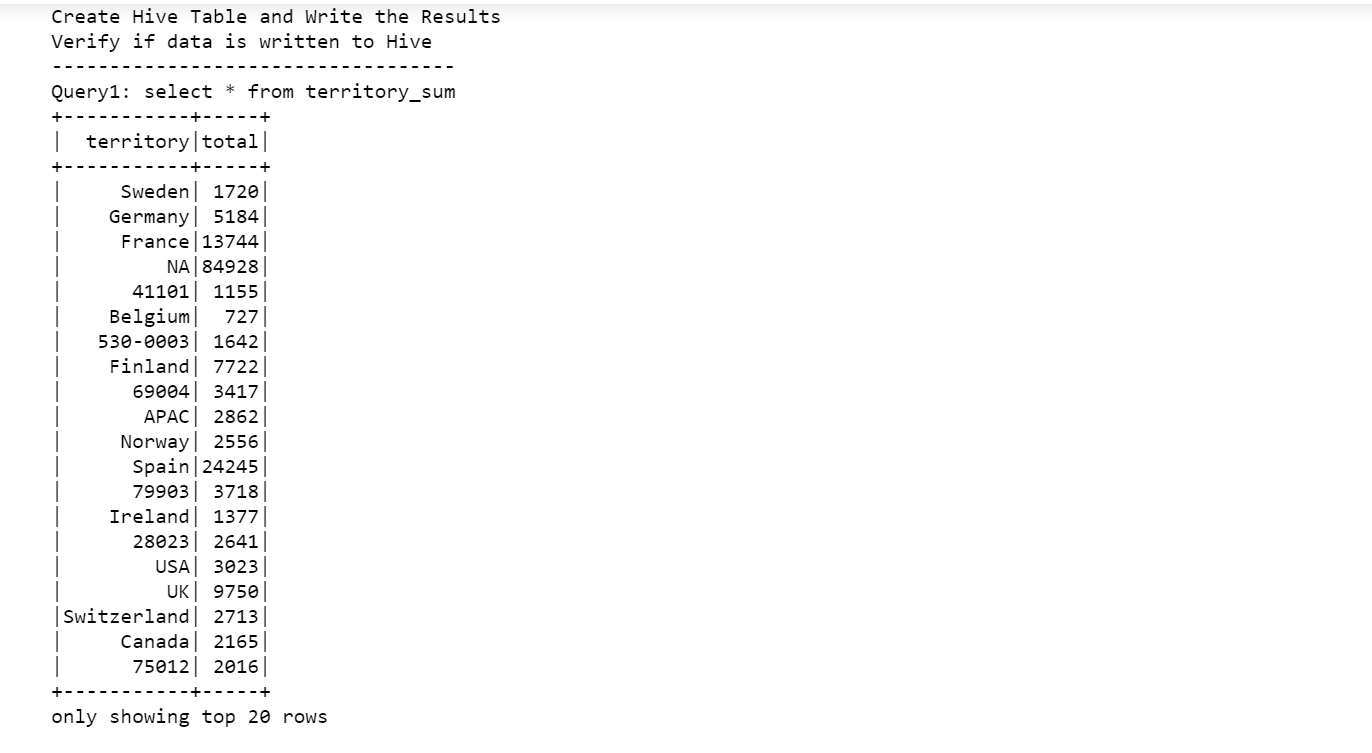 Create Hive Table and Write the Results
Verify if data is written to Hive
-----------------------------------
Query1: select * from territory_sum
+-----------+-----+
|  territory|total|
+-----------+-----+
|     Sweden| 1720|
|    Germany| 5184|
|     France|13744|
|         NA|84928|
|      41101| 1155|
|    Belgium|  727|
|   530-0003| 1642|
|    Finland| 7722|
|      69004| 3417|
|       APAC| 2862|
|     Norway| 2556|
|      Spain|24245|
|      79903| 3718|
|    Ireland| 1377|
|      28023| 2641|
|        USA| 3023|
|         UK| 9750|
|Switzerland| 2713|
|     Canada| 2165|
|      75012| 2016|
+-----------+-----+
only showing top 20 rows